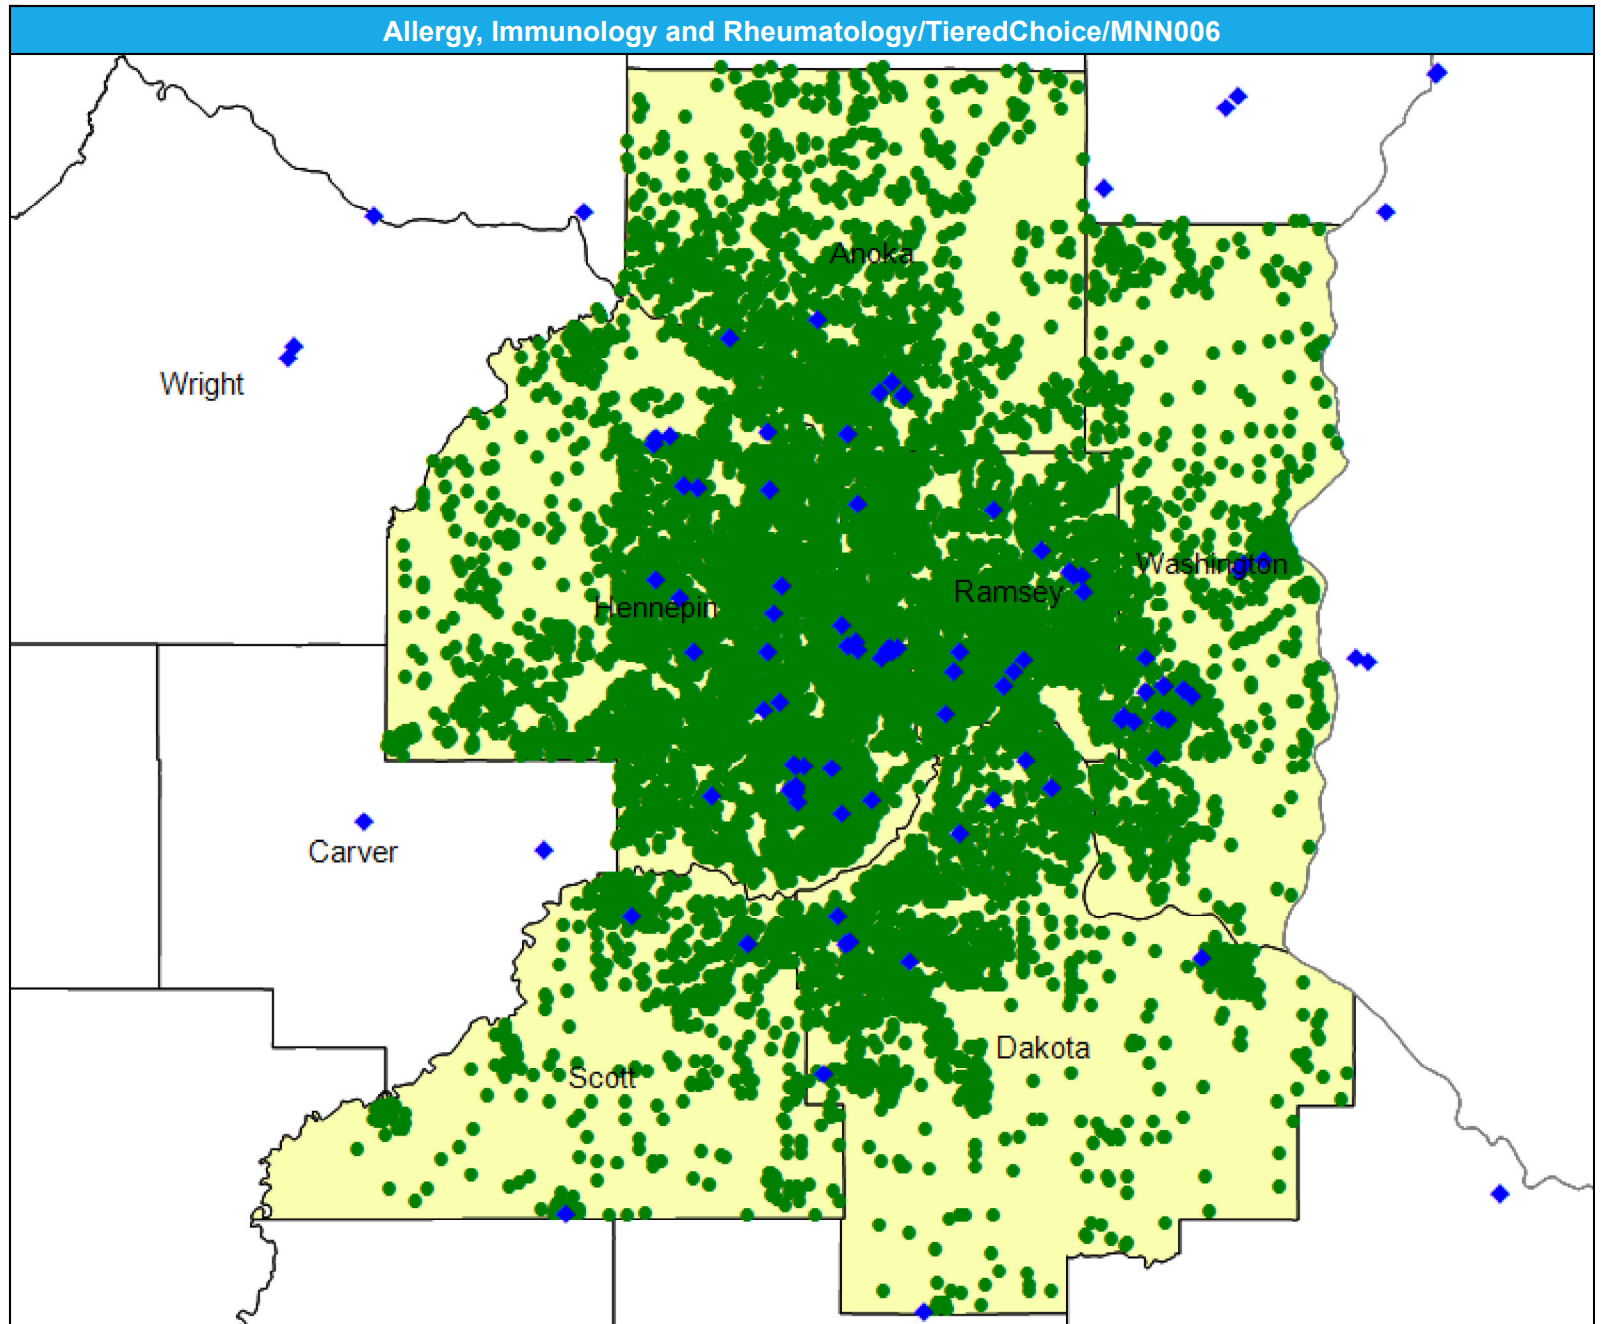 Allergy, Immunology and Rheumatology/TieredChoice/MNN006
Anoka
Wright
Washington
Ramsey
Hennepin
Carver
Dakota
Scott